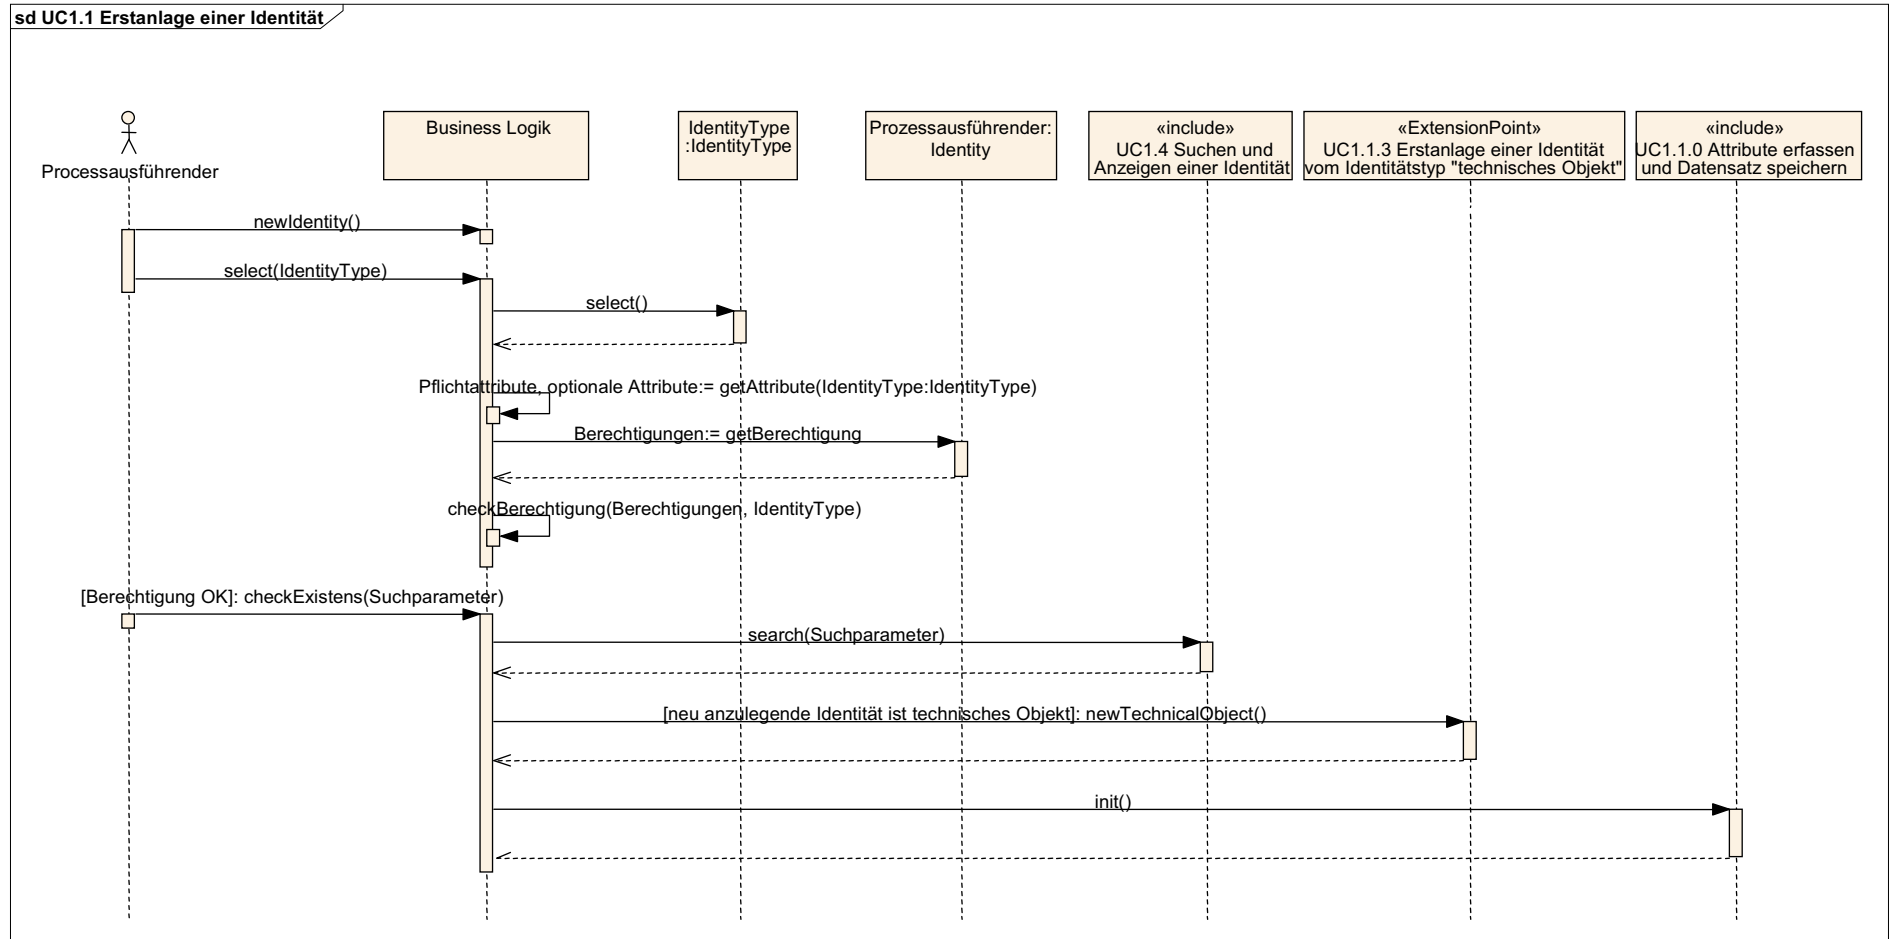 sd UC1.1 Erstanlage einer Identität
Processausführender
Business Logik
IdentityType
:IdentityType
Prozessausführender:
Identity
«include»
UC1.4 Suchen und
Anzeigen einer Identität
«ExtensionPoint»
UC1.1.3 Erstanlage einer Identität
vom Identitätstyp "technisches Objekt"
«include»
UC1.1.0 Attribute erfassen
und Datensatz speichern
newIdentity()
select(IdentityType)
select()
Pflichtattribute, optionale Attribute:= getAttribute(IdentityType:IdentityType)
Berechtigungen:= getBerechtigung
checkBerechtigung(Berechtigungen, IdentityType)
[Berechtigung OK]: checkExistens(Suchparameter)
search(Suchparameter)
[neu anzulegende Identität ist technisches Objekt]: newTechnicalObject()
init()